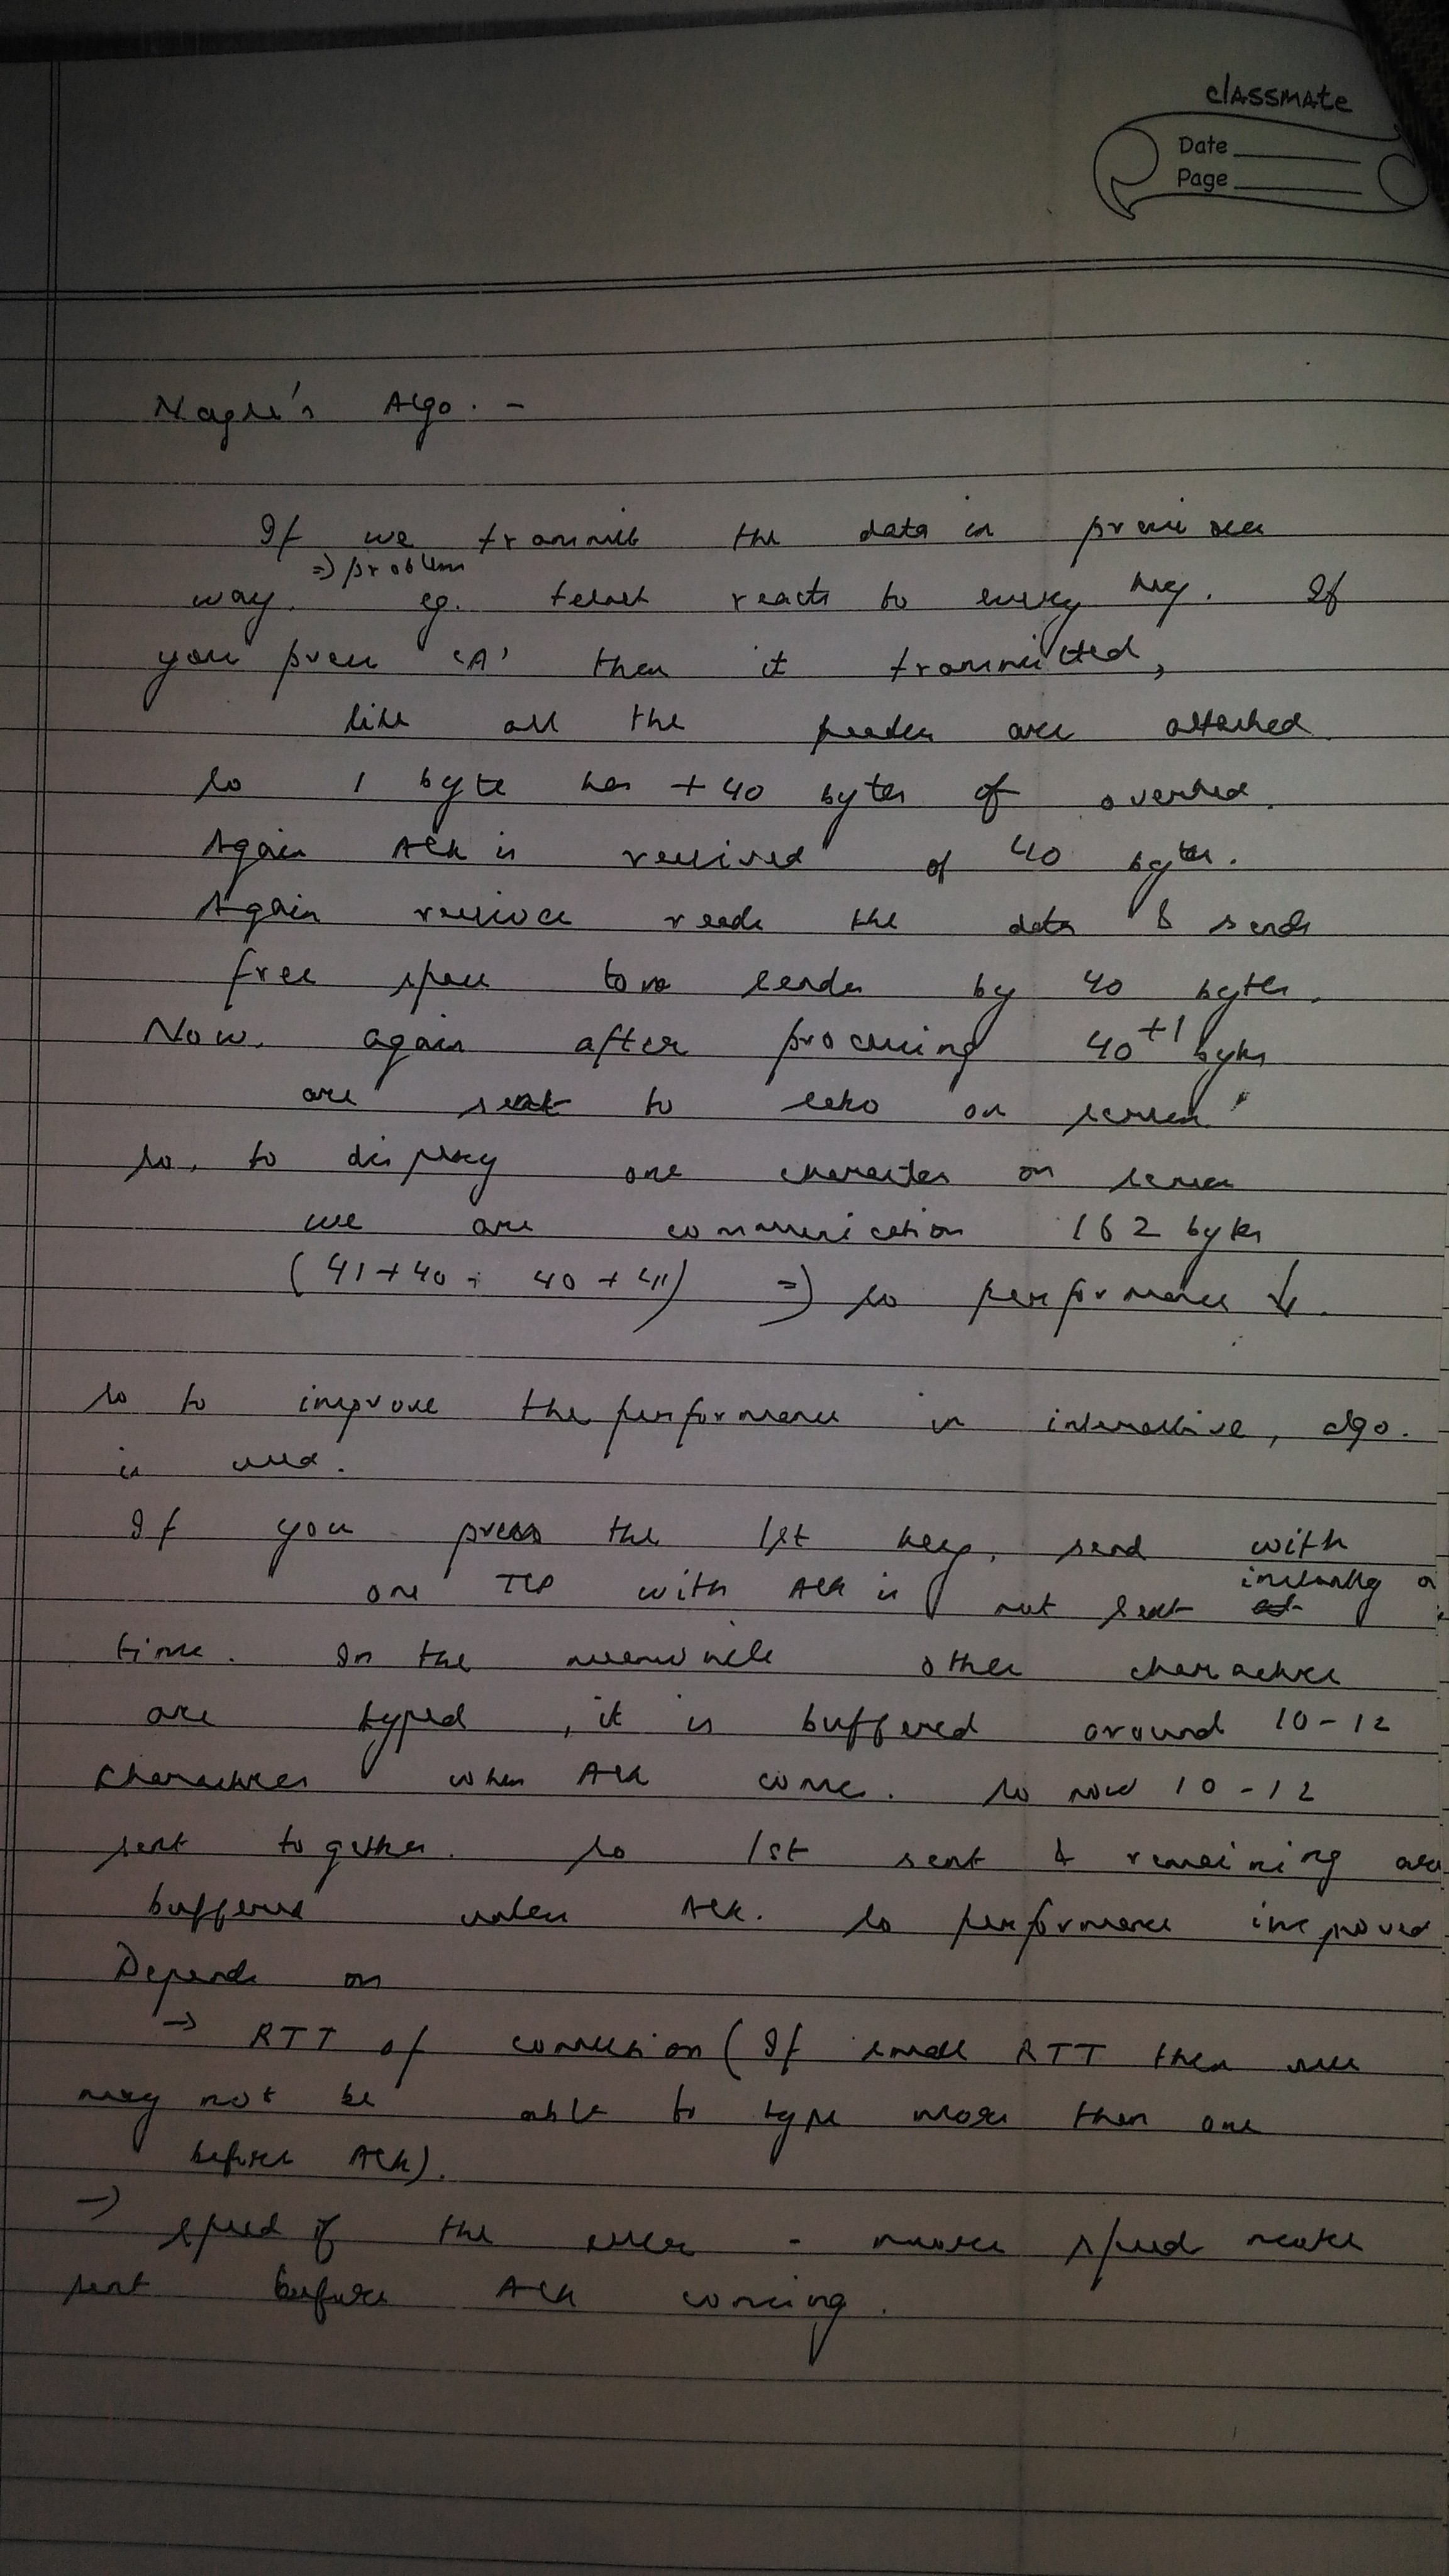 classmate
Date
Page
Nagle's Algo. -
If we transmit the data in previous
=> problem
way. eg. telnet reacts to every key. If
you press 'A' then it transmitted,
like all the header are attached
so 1 byte has + 40 bytes of overhead.
Again Ack is received of 40 bytes.
Again receiver reads the data & sends
free space to sender by 40 bytes.
Now, again after processing 40+1 bytes
are sent to echo on screen.
So, to display one character on screen
we are communication 162 bytes
(41+40+ 40+41) => so performance ↓.
so to improve the performance in interactive, algo.
is used.
If you press the 1st key, send with
one TCP with Ack is not sent instantly
time. In the meanwhile other character
are typed, it is buffered around 10-12
characters when Ack come. So now 10-12
sent together. So 1st sent & remaining are
buffered unless Ack. So performance improved
Depends on
→ RTT of connection (If small RTT then user
may not be able to type more than one
before Ack).
→ speed of the user - more speed more
sent before Ack coming.